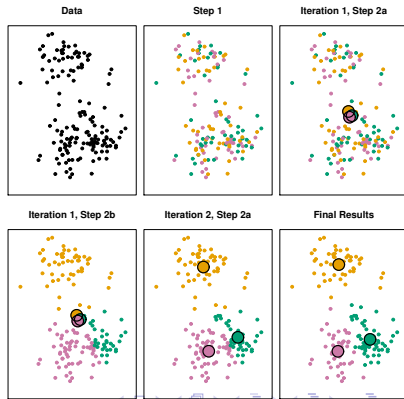 Data
Step 1
Iteration 1, Step 2a
Iteration 1, Step 2b
Iteration 2, Step 2a
Final Results